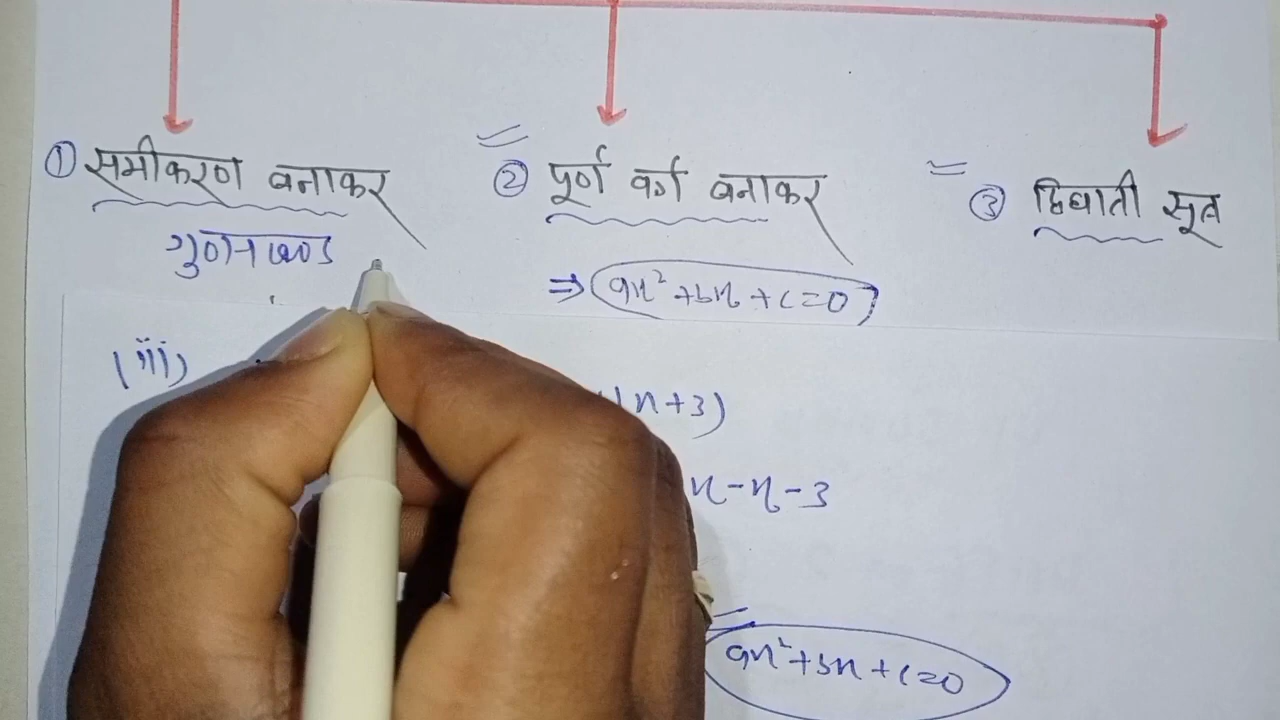 ① समीकरण बनाकर
गुणनखण्ड
② पूर्ण वर्ग बनाकर
⇒ ax² + bx + c = 0
③ द्विघाती सूत्र
(iii)
(x+3)
x - x - 3
ax² + bx + c = 0